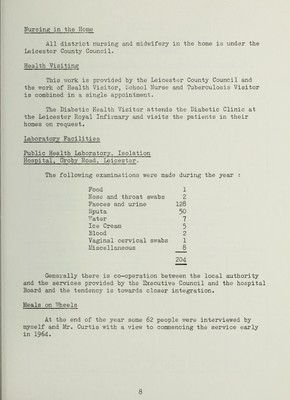 Nursing in the Home
All district nursing and midwifery in the home is under the
Leicester County Council.
Health Visiting
This work is provided by the Leicester County Council and
the work of Health Visitor, School Nurse and Tuberculosis Visitor
is combined in a single appointment.
The Diabetic Health Visitor attends the Diabetic Clinic at
the Leicester Royal Infirmary and visits the patients in their
homes on request.
Laboratory Facilities
Public Health Laboratory, Isolation
Hospital, Groby Road, Leicester.
The following examinations were made during the year :
Food 1
Nose and throat swabs 2
Faeces and urine 128
Sputa 50
Water 7
Ice Cream 5
Blood 2
Vaginal cervical swabs 1
Miscellaneous 8
204
Generally there is co-operation between the local authority
and the services provided by the Executive Council and the hospital
Board and the tendency is towards closer integration.
Meals on Wheels
At the end of the year some 62 people were interviewed by
myself and Mr. Curtis with a view to commencing the service early
in 1964.
8